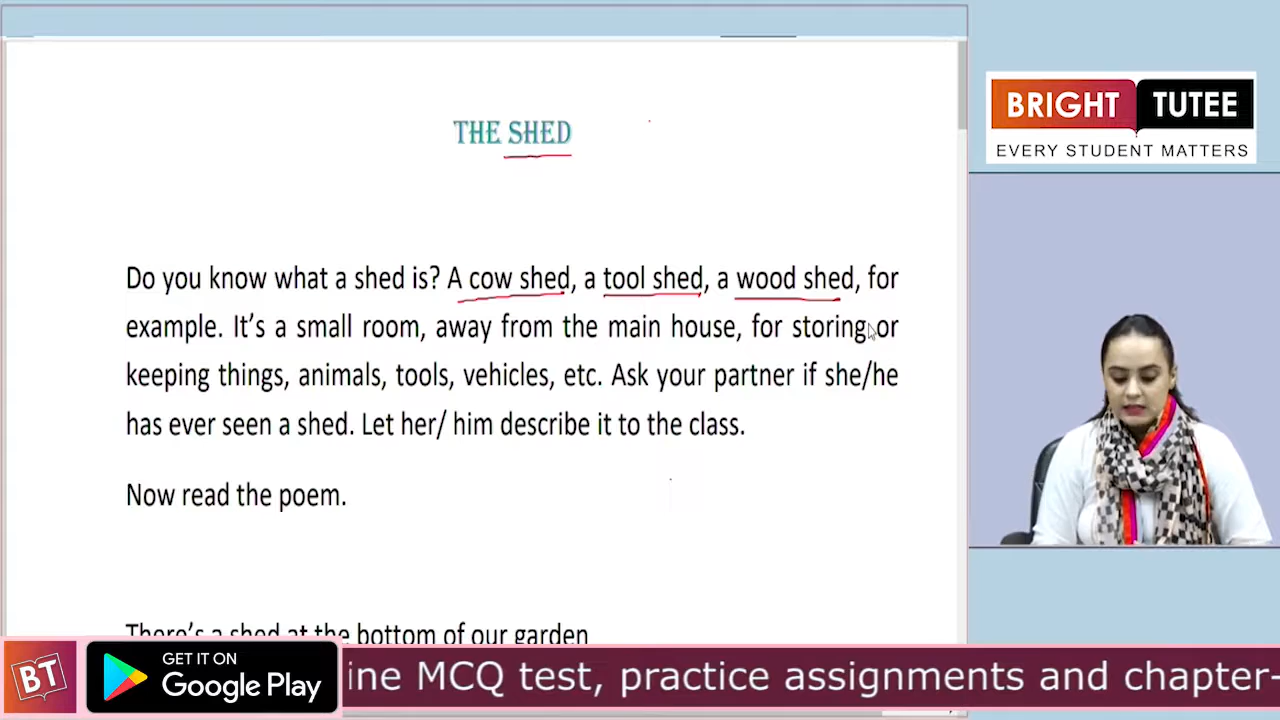 THE SHED
Do you know what a shed is? A cow shed, a tool shed, a wood shed, for
example. It's a small room, away from the main house, for storing or
keeping things, animals, tools, vehicles, etc. Ask your partner if she/he
has ever seen a shed. Let her/ him describe it to the class.
Now read the poem.
There's a shed at the bottom of our garden
BRIGHT TUTEE
EVERY STUDENT MATTERS
BT
GET IT ON
Google Play
ine MCQ test, practice assignments and chapter-